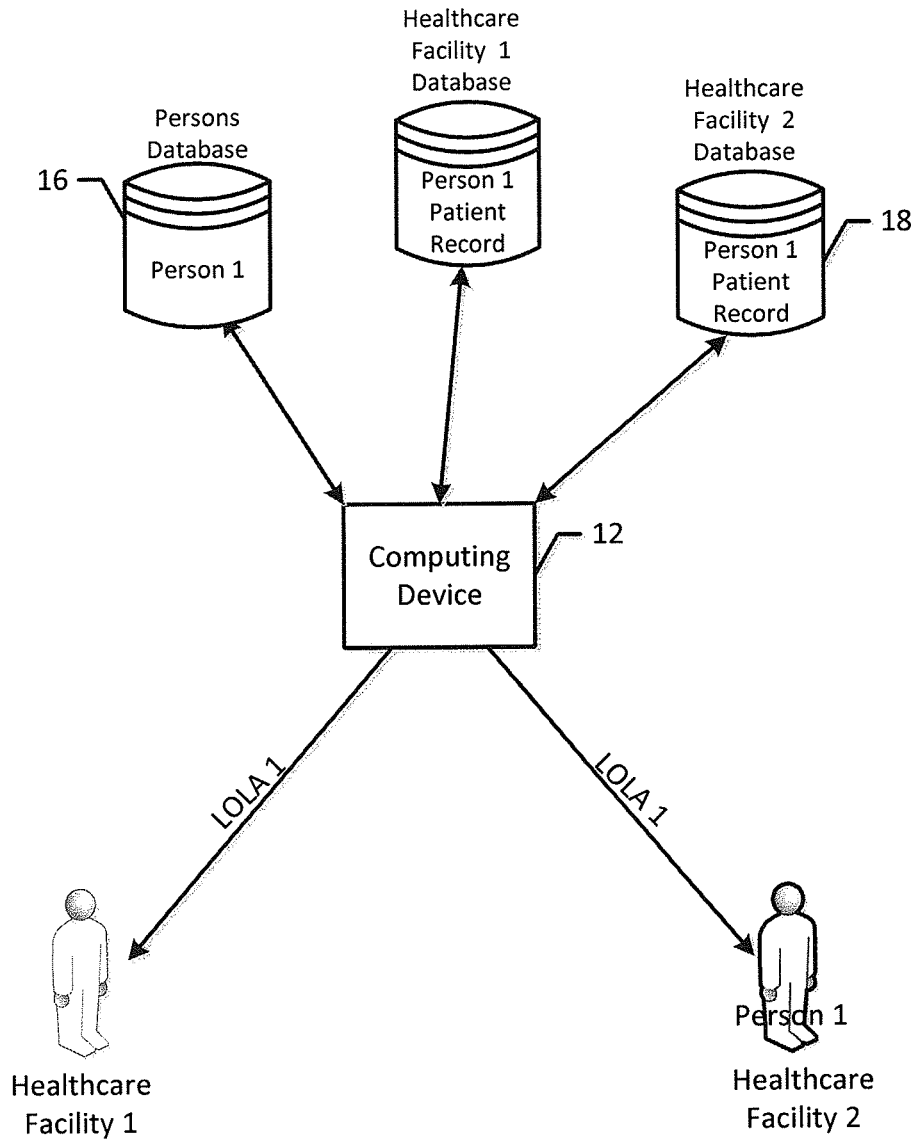 Healthcare
Facility 1
Database
Persons
Database
Healthcare
Facility 2
Database
16
Person 1
Person 1
Patient
Record
Person 1
Patient
Record
18
Computing
Device
12
LOLA 1
LOLA 1
Person 1
Healthcare
Facility 1
Healthcare
Facility 2